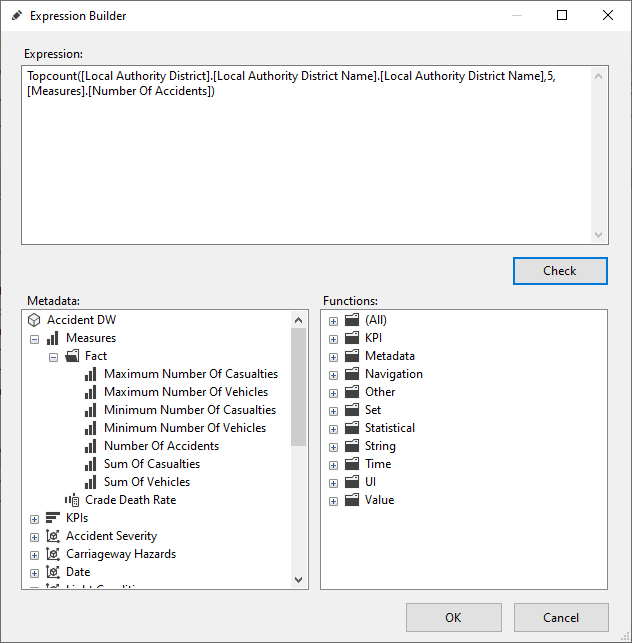 Expression Builder
Expression:
Topcount([Local Authority District].[Local Authority District Name].[Local Authority District Name],5,
[Measures].[Number Of Accidents])
Check
Metadata:
Accident DW
Measures
Fact
Maximum Number Of Casualties
Maximum Number Of Vehicles
Minimum Number Of Casualties
Minimum Number Of Vehicles
Number Of Accidents
Sum Of Casualties
Sum Of Vehicles
Crade Death Rate
KPIs
Accident Severity
Carriageway Hazards
Date
Functions:
(All)
KPI
Metadata
Navigation
Other
Set
Statistical
String
Time
UI
Value
OK
Cancel